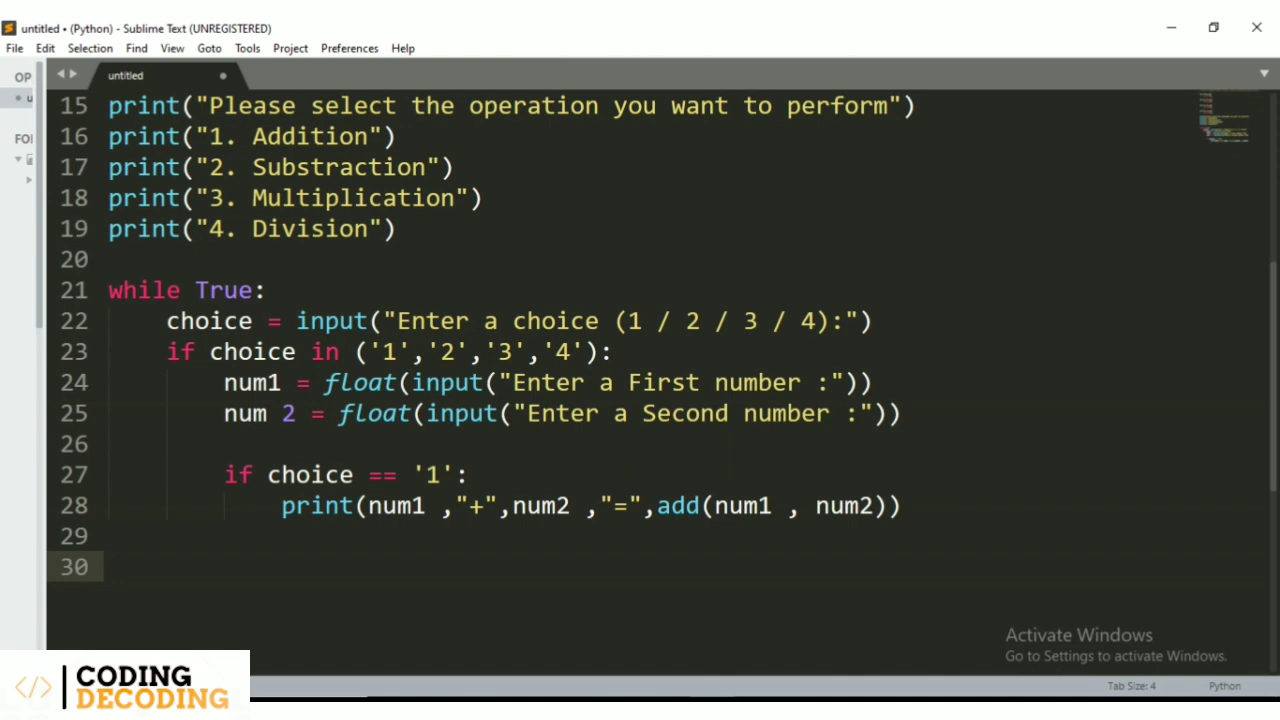 untitled • (Python) - Sublime Text (UNREGISTERED)
File Edit Selection Find View Goto Tools Project Preferences Help
OP
untitled
u
FO
15 print("Please select the operation you want to perform")
16 print("1. Addition")
17 print("2. Substraction")
18 print("3. Multiplication")
19 print("4. Division")
20
21 while True:
22     choice = input("Enter a choice (1 / 2 / 3 / 4):")
23     if choice in ('1','2','3','4'):
24         num1 = float(input("Enter a First number :"))
25         num 2 = float(input("Enter a Second number :"))
26
27         if choice == '1':
28             print(num1 ,"+",num2 ,"=",add(num1 , num2))
29
30
Activate Windows
Go to Settings to activate Windows.
</> CODING
DECODING
Tab Size: 4 Python